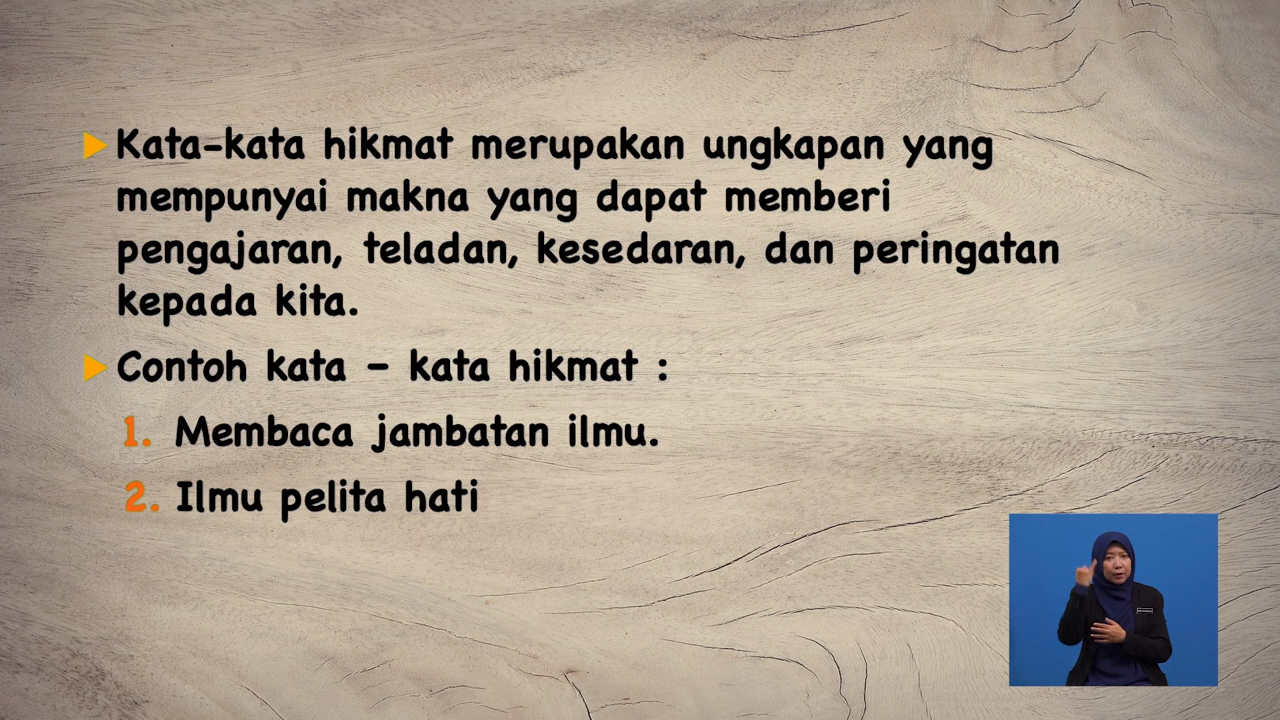 Kata-kata hikmat merupakan ungkapan yang
mempunyai makna yang dapat memberi
pengajaran, teladan, kesedaran, dan peringatan
kepada kita.
Contoh kata – kata hikmat :
1. Membaca jambatan ilmu.
2. Ilmu pelita hati